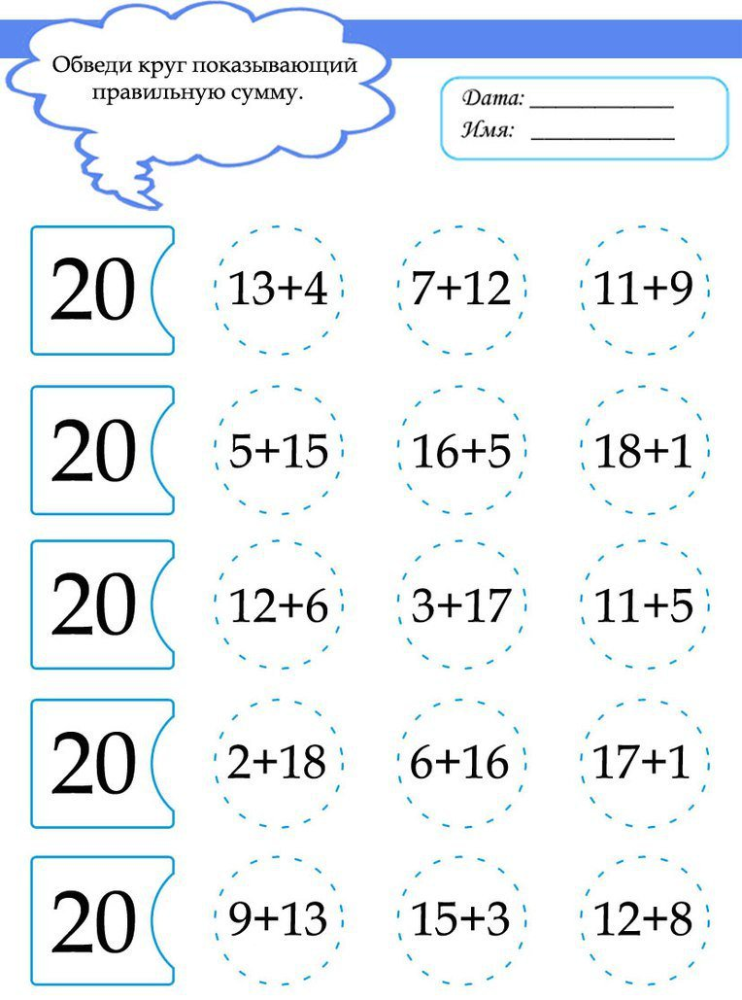 Обведи круг показывающий
правильную сумму.
Дата: ____________
Имя: ____________
20 13+4 7+12 11+9
20 5+15 16+5 18+1
20 12+6 3+17 11+5
20 2+18 6+16 17+1
20 9+13 15+3 12+8